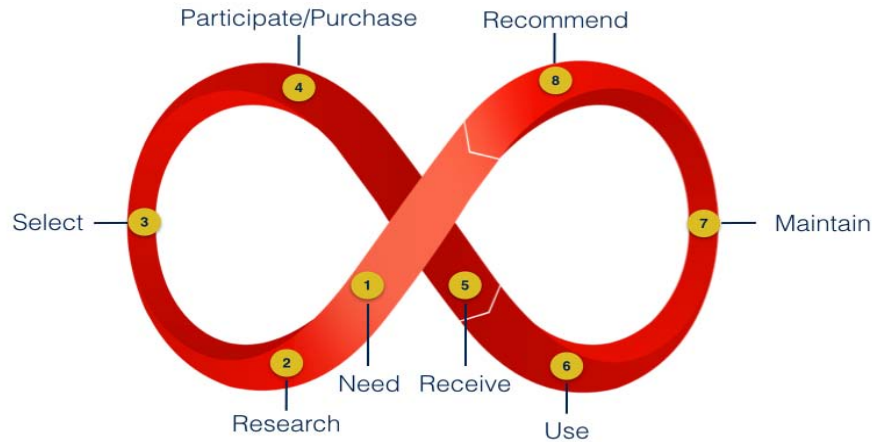 Participate/Purchase
Recommend
4
8
Select
3
7
Maintain
1
5
2
6
Need
Receive
Research
Use